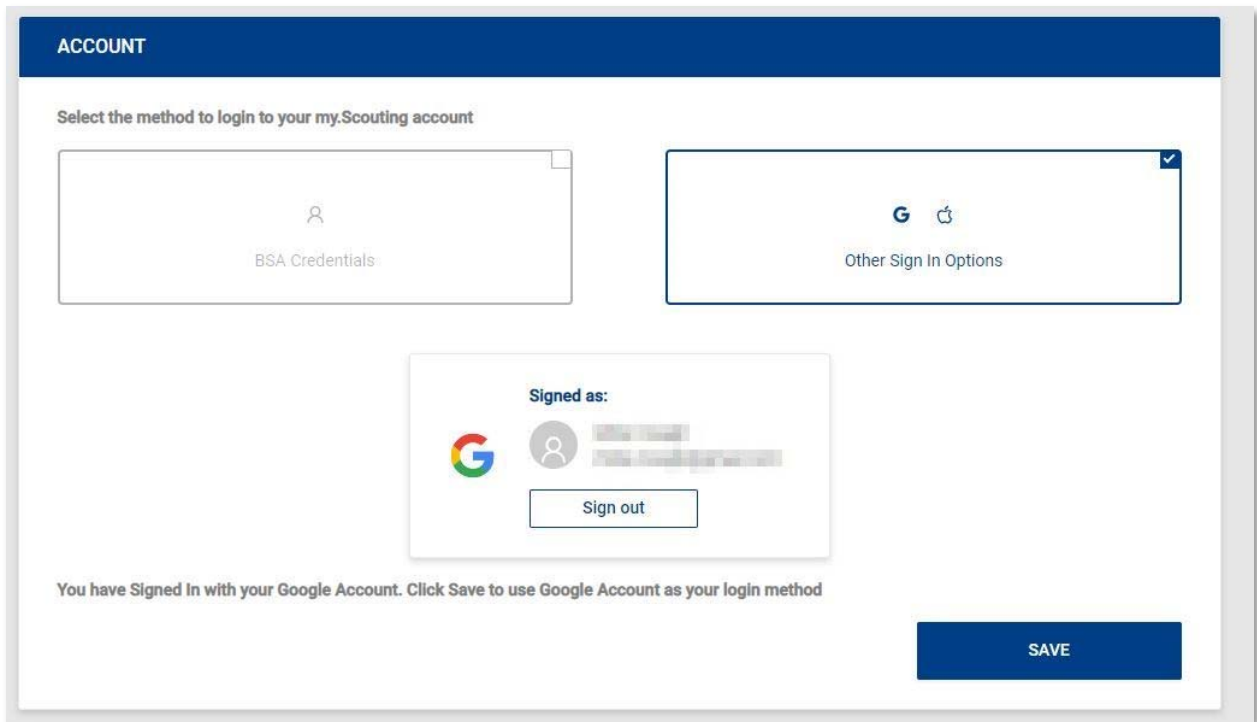 ACCOUNT
Select the method to login to your my.Scouting account
BSA Credentials
Other Sign In Options
Signed as:
Sign out
You have Signed In with your Google Account. Click Save to use Google Account as your login method
SAVE